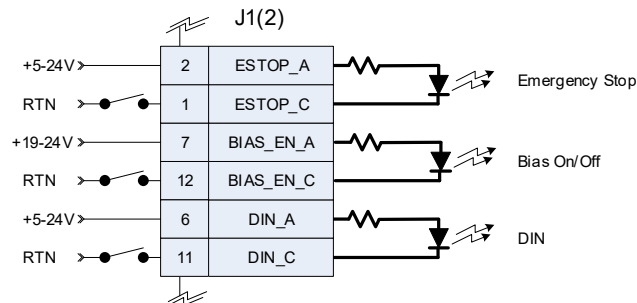 J1(2)
+5-24V 2 ESTOP_A
Emergency Stop
RTN 1 ESTOP_C
+19-24V 7 BIAS_EN_A
Bias On/Off
RTN 12 BIAS_EN_C
+5-24V 6 DIN_A
DIN
RTN 11 DIN_C